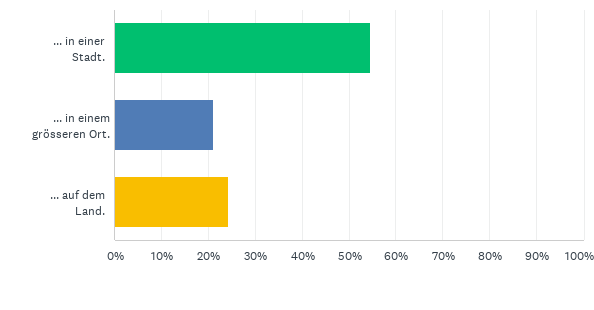 ... in einer
Stadt.
... in einem
grösseren Ort.
... auf dem
Land.
0% 10% 20% 30% 40% 50% 60% 70% 80% 90% 100%